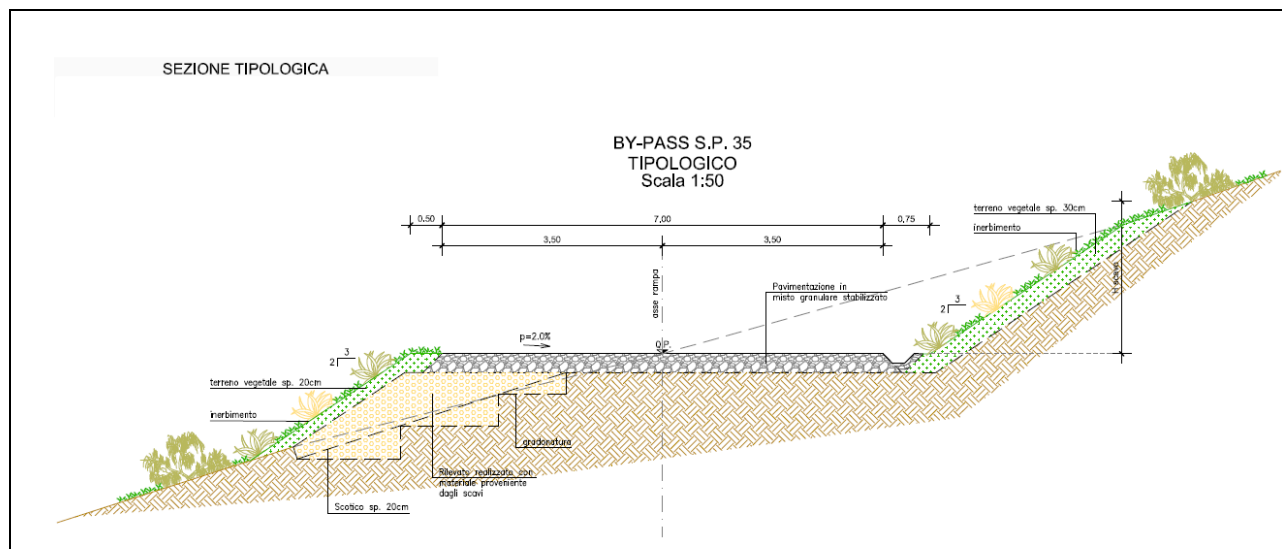 SEZIONE TIPOLOGICA
BY-PASS S.P. 35
TIPOLOGICO
Scala 1:50
0.50
7,00
0,75
3,50
3,50
terreno vegetale sp. 30cm
inerbimento
asse rampa
Pavimentazione in
misto granulare stabilizzato
H scavo
3
2
p=2.0%
Q.P.
3
2
terreno vegetale sp. 20cm
inerbimento
gradonatura
Rilevato realizzato con
materiale proveniente
dagli scavi
Scotico sp. 20cm